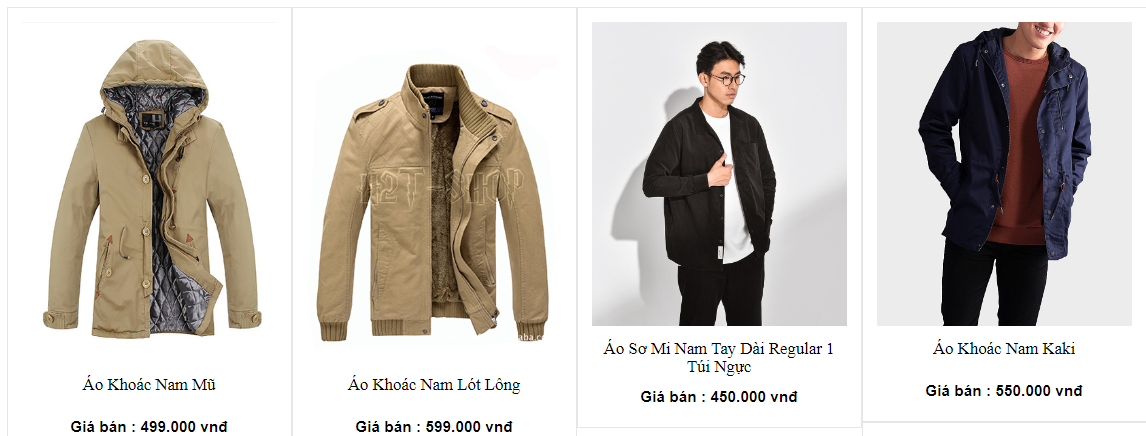 N2T-SHOP
Áo Khoác Nam Mũ
Giá bán : 499.000 vnđ
Áo Khoác Nam Lót Lông
Giá bán : 599.000 vnđ
Áo Sơ Mi Nam Tay Dài Regular 1
Túi Ngực
Giá bán : 450.000 vnđ
Áo Khoác Nam Kaki
Giá bán : 550.000 vnđ